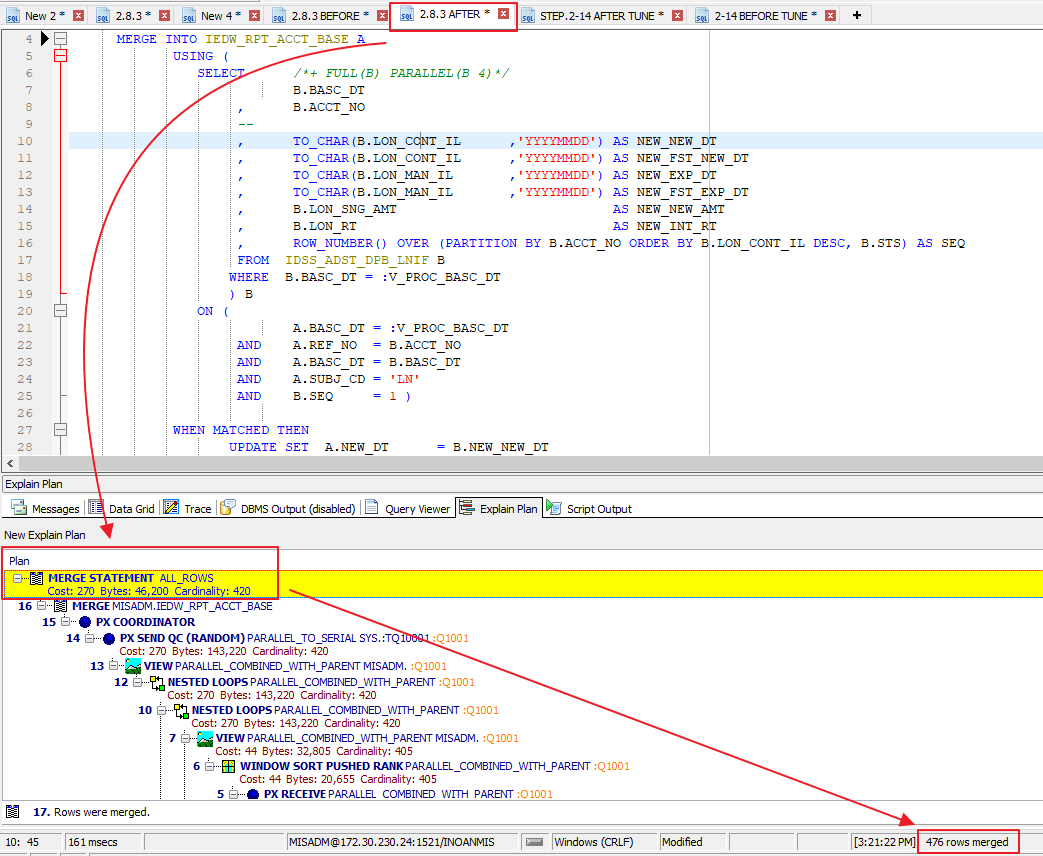 New 2 * 2.8.3 * New 4 * 2.8.3 BEFORE * 2.8.3 AFTER * STEP.2-14 AFTER TUNE * 2-14 BEFORE TUNE *
4 MERGE INTO IEDW_RPT_ACCT_BASE A
5 USING (
6 SELECT /*+ FULL(B) PARALLEL(B 4)*/
7 B.BASC_DT
8 , B.ACCT_NO
9 --
10 , TO_CHAR(B.LON_CONT_IL ,'YYYYMMDD') AS NEW_NEW_DT
11 , TO_CHAR(B.LON_CONT_IL ,'YYYYMMDD') AS NEW_FST_NEW_DT
12 , TO_CHAR(B.LON_MAN_IL ,'YYYYMMDD') AS NEW_EXP_DT
13 , TO_CHAR(B.LON_MAN_IL ,'YYYYMMDD') AS NEW_FST_EXP_DT
14 , B.LON_SNG_AMT AS NEW_NEW_AMT
15 , B.LON_RT AS NEW_INT_RT
16 , ROW_NUMBER() OVER (PARTITION BY B.ACCT_NO ORDER BY B.LON_CONT_IL DESC, B.STS) AS SEQ
17 FROM IDSS_ADST_DPB_LNIF B
18 WHERE B.BASC_DT = :V_PROC_BASC_DT
19 ) B
20 ON (
21 A.BASC_DT = :V_PROC_BASC_DT
22 AND A.REF_NO = B.ACCT_NO
23 AND A.BASC_DT = B.BASC_DT
24 AND A.SUBJ_CD = 'LN'
25 AND B.SEQ = 1 )
26
27 WHEN MATCHED THEN
28 UPDATE SET A.NEW_DT = B.NEW_NEW_DT
Explain Plan
Messages Data Grid Trace DBMS Output (disabled) Query Viewer Explain Plan Script Output
New Explain Plan
Plan
MERGE STATEMENT ALL_ROWS
Cost: 270 Bytes: 46,200 Cardinality: 420
16 MERGE MISADM.IEDW_RPT_ACCT_BASE
15 PX COORDINATOR
14 PX SEND QC (RANDOM) PARALLEL_TO_SERIAL SYS.:TQ10001 :Q1001
Cost: 270 Bytes: 143,220 Cardinality: 420
13 VIEW PARALLEL_COMBINED_WITH_PARENT MISADM. :Q1001
12 NESTED LOOPS PARALLEL_COMBINED_WITH_PARENT :Q1001
Cost: 270 Bytes: 143,220 Cardinality: 420
10 NESTED LOOPS PARALLEL_COMBINED_WITH_PARENT :Q1001
Cost: 270 Bytes: 143,220 Cardinality: 420
7 VIEW PARALLEL_COMBINED_WITH_PARENT MISADM. :Q1001
Cost: 44 Bytes: 32,805 Cardinality: 405
6 WINDOW SORT PUSHED RANK PARALLEL_COMBINED_WITH_PARENT :Q1001
Cost: 44 Bytes: 20,655 Cardinality: 405
5 PX RECEIVE PARALLEL_COMBINED_WITH_PARENT :Q1001
17. Rows were merged.
10: 45 161 msecs MISADM@172.30.230.24:1521/INOANMIS Windows (CRLF) Modified [3:21:22 PM] 476 rows merged